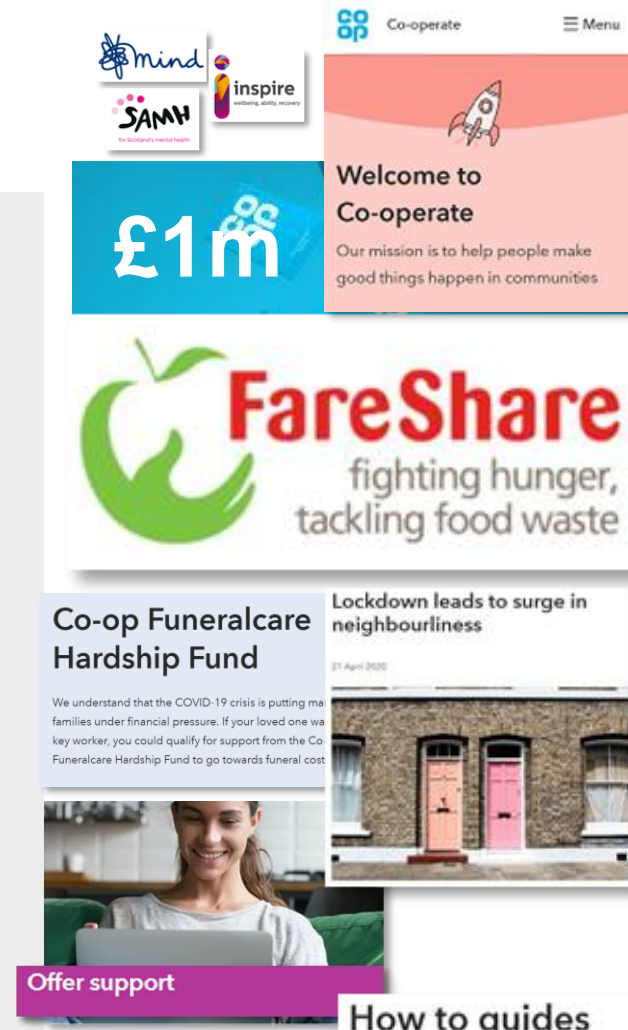 mind
inspire
wellbeing, ability, recovery
SAMH
for Scotland's mental health
co
op
Co-operate
Menu
Welcome to
Co-operate
Our mission is to help people make
good things happen in communities
£1m
FareShare
fighting hunger,
tackling food waste
Co-op Funeralcare
Hardship Fund
We understand that the COVID-19 crisis is putting
families under financial pressure. If your loved one
key worker, you could qualify for support from the
Funeralcare Hardship Fund to go towards funeral
Lockdown leads to surge in
neighbourliness
21 April 2020
Offer support
How to guides